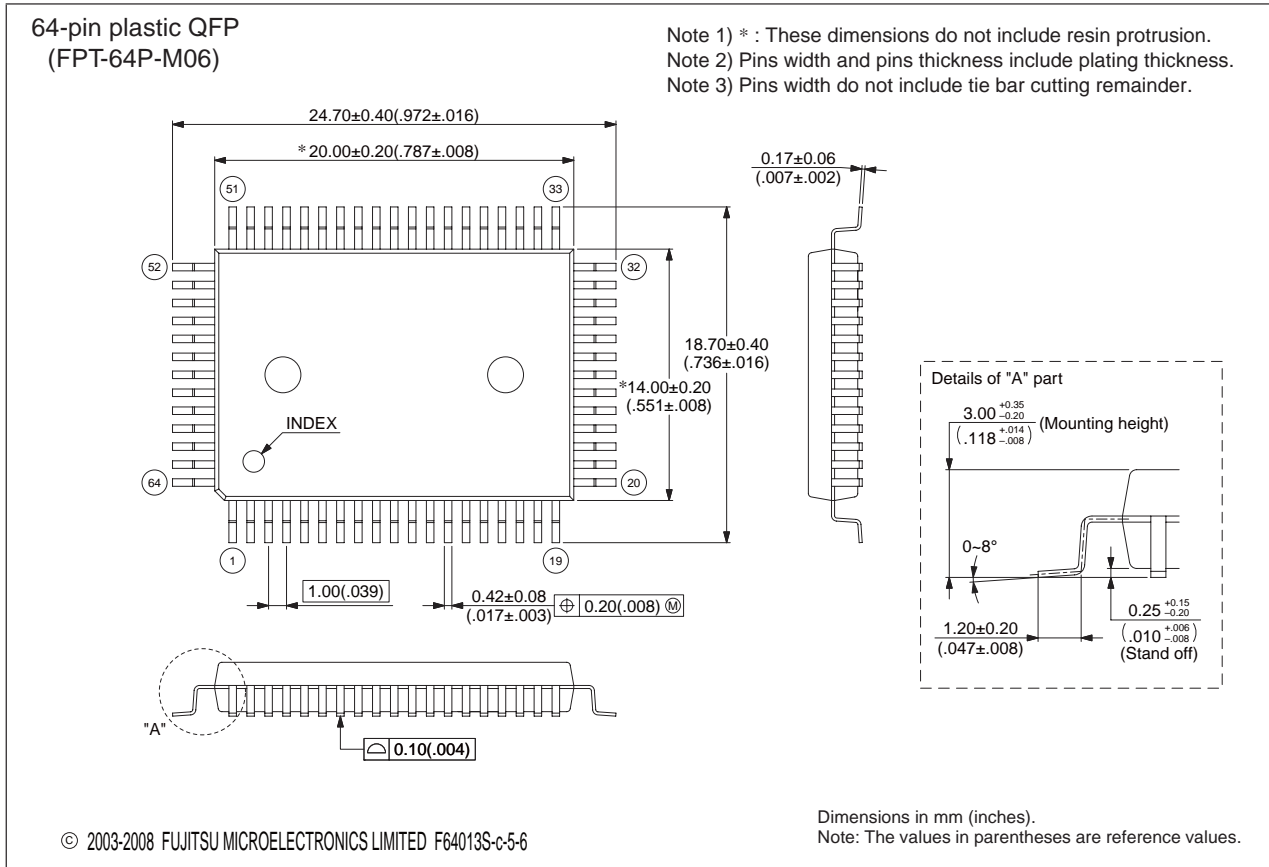 64-pin plastic QFP
(FPT-64P-M06)
Note 1) * : These dimensions do not include resin protrusion.
Note 2) Pins width and pins thickness include plating thickness.
Note 3) Pins width do not include tie bar cutting remainder.
24.70±0.40(.972±.016)
*20.00±0.20(.787±.008)
0.17±0.06
(.007±.002)
51
33
52
32
18.70±0.40
(.736±.016)
*14.00±0.20
(.551±.008)
INDEX
64
20
1
19
1.00(.039)
0.42±0.08
(.017±.003)
⌖ 0.20(.008) Ⓜ
Details of "A" part
3.00 +0.35 −0.20 (Mounting height)
(.118 +.014 −.008)
0~8°
1.20±0.20
(.047±.008)
0.25 +0.15 −0.20
(.010 +.006 −.008)
(Stand off)
"A"
⌓ 0.10(.004)
© 2003-2008 FUJITSU MICROELECTRONICS LIMITED F64013S-c-5-6
Dimensions in mm (inches).
Note: The values in parentheses are reference values.